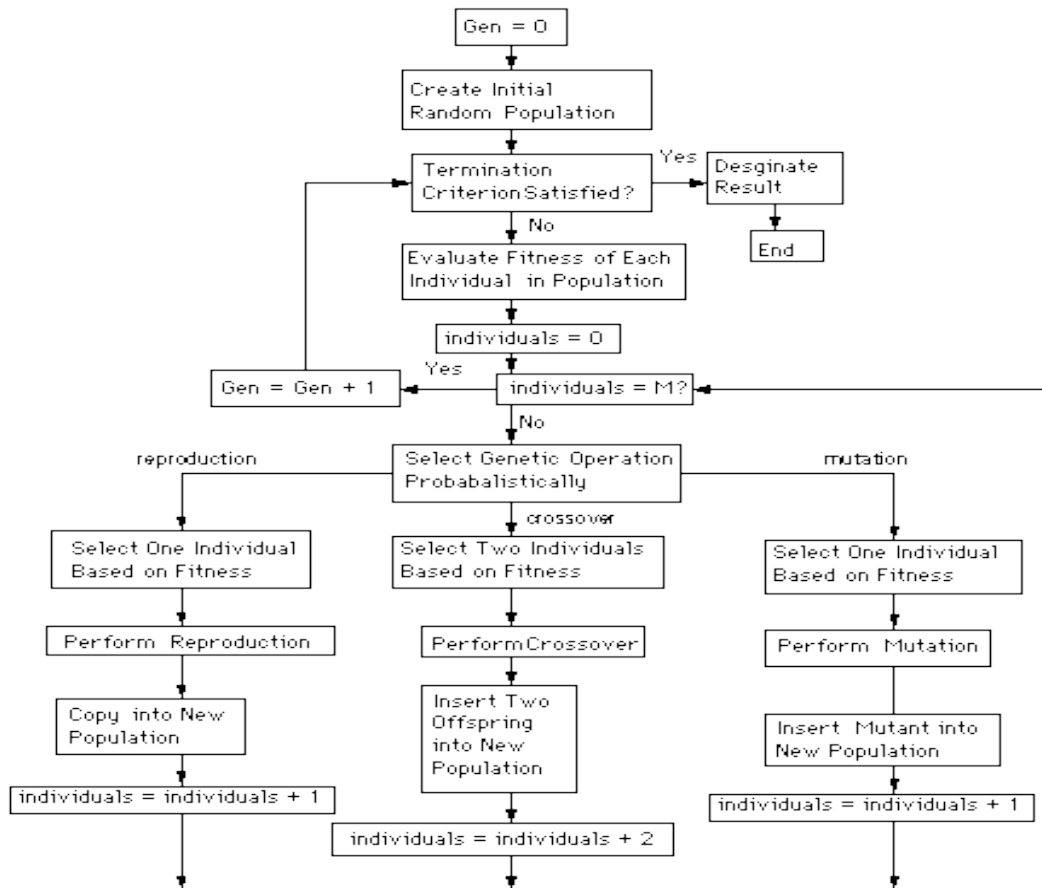 Gen = 0
Create Initial
Random Population
Termination
Criterion Satisfied?
Yes
Desginate
Result
End
No
Evaluate Fitness of Each
Individual in Population
individuals = 0
Gen = Gen + 1
Yes
individuals = M?
No
reproduction
Select Genetic Operation
Probabalistically
mutation
crossover
Select One Individual
Based on Fitness
Select Two Individuals
Based on Fitness
Select One Individual
Based on Fitness
Perform Reproduction
Perform Crossover
Perform Mutation
Copy into New
Population
Insert Two
Offspring
into New
Population
Insert Mutant into
New Population
individuals = individuals + 1
individuals = individuals + 2
individuals = individuals + 1